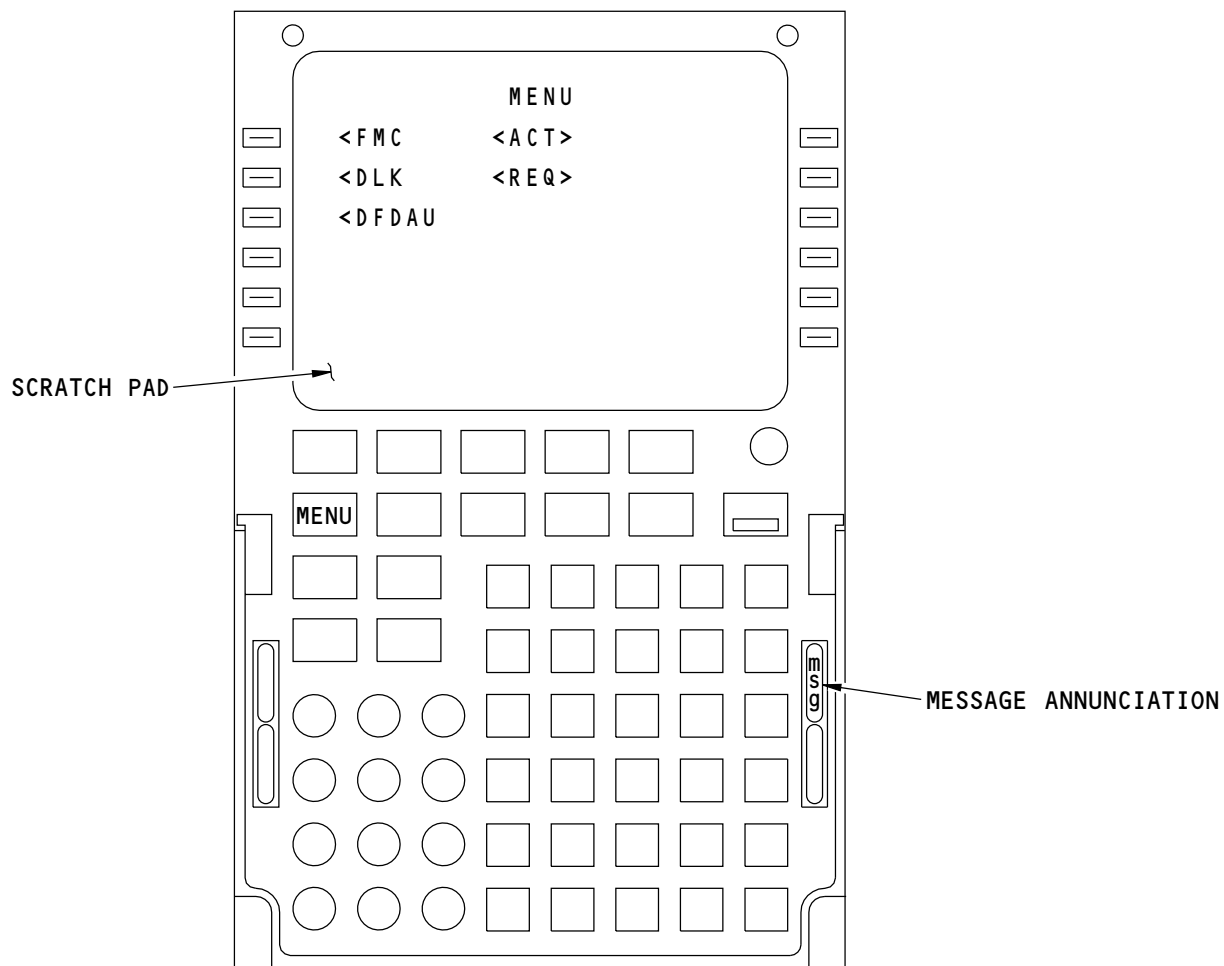 MENU
<FMC <ACT>
<DLK <REQ>
<DFDAU
SCRATCH PAD
MENU
msg
MESSAGE ANNUNCIATION